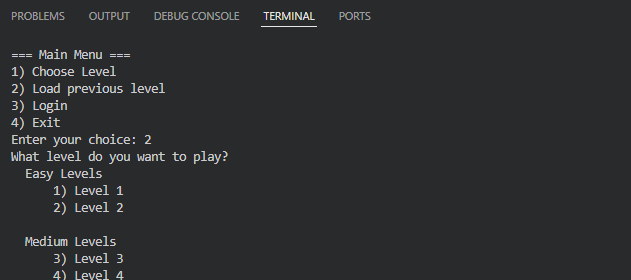 PROBLEMS OUTPUT DEBUG CONSOLE TERMINAL PORTS
=== Main Menu ===
1) Choose Level
2) Load previous level
3) Login
4) Exit
Enter your choice: 2
What level do you want to play?
Easy Levels
1) Level 1
2) Level 2
Medium Levels
3) Level 3
4) Level 4